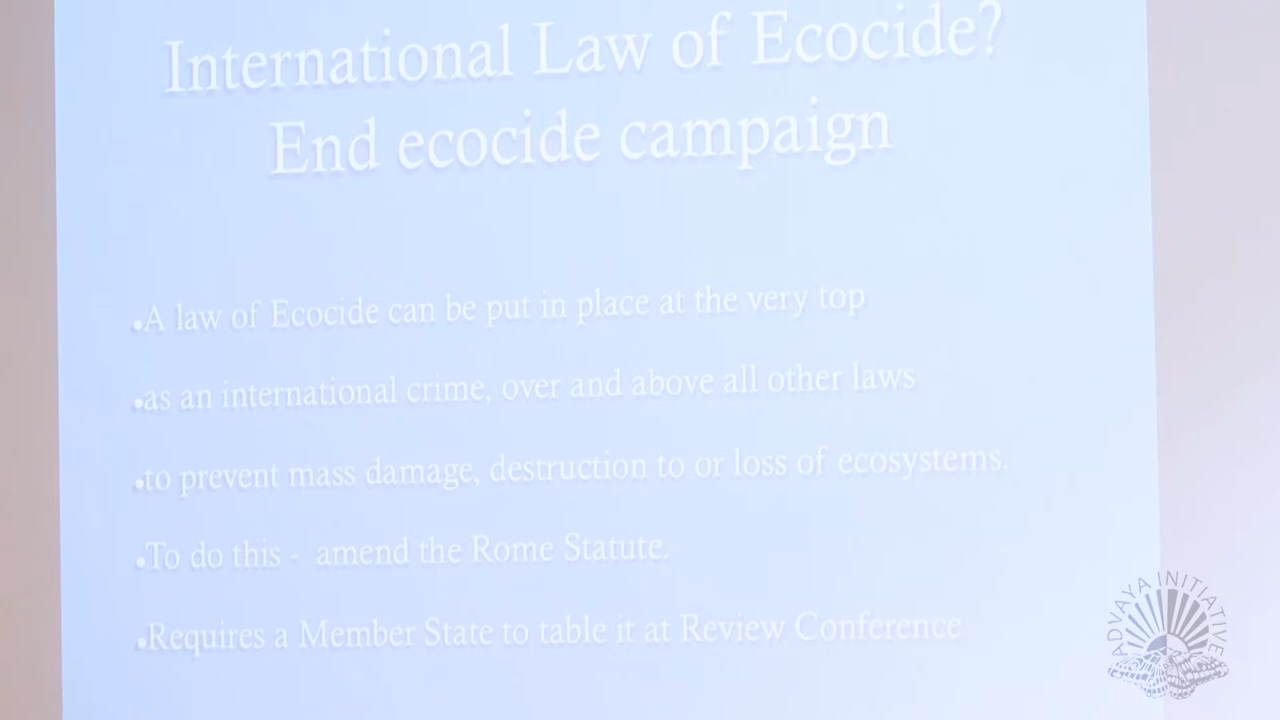 International Law of Ecocide?
End ecocide campaign
•A law of Ecocide can be put in place at the very top
•as an international crime, over and above all other laws
•to prevent mass damage, destruction to or loss of ecosystems.
•To do this - amend the Rome Statute.
•Requires a Member State to table it at Review Conference
ADVAYA INITIATIVE